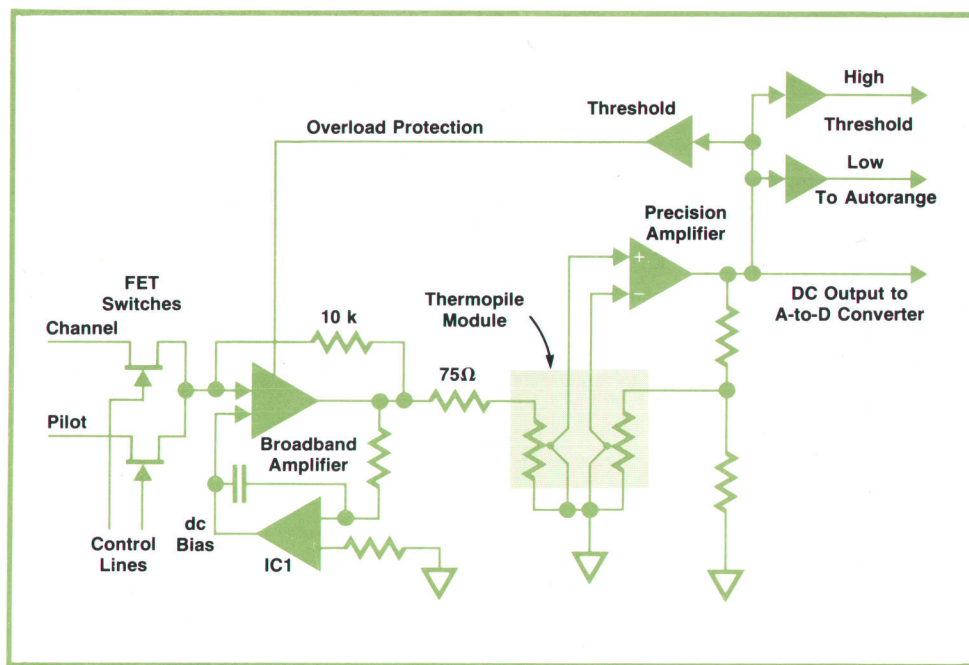 High
Threshold
Low
To Autorange
Threshold
Overload Protection
Precision
Amplifier
+
−
DC Output to
A-to-D Converter
FET
Switches
Channel
Pilot
Control
Lines
10 k
75Ω
Thermopile
Module
Broadband
Amplifier
dc
Bias
IC1